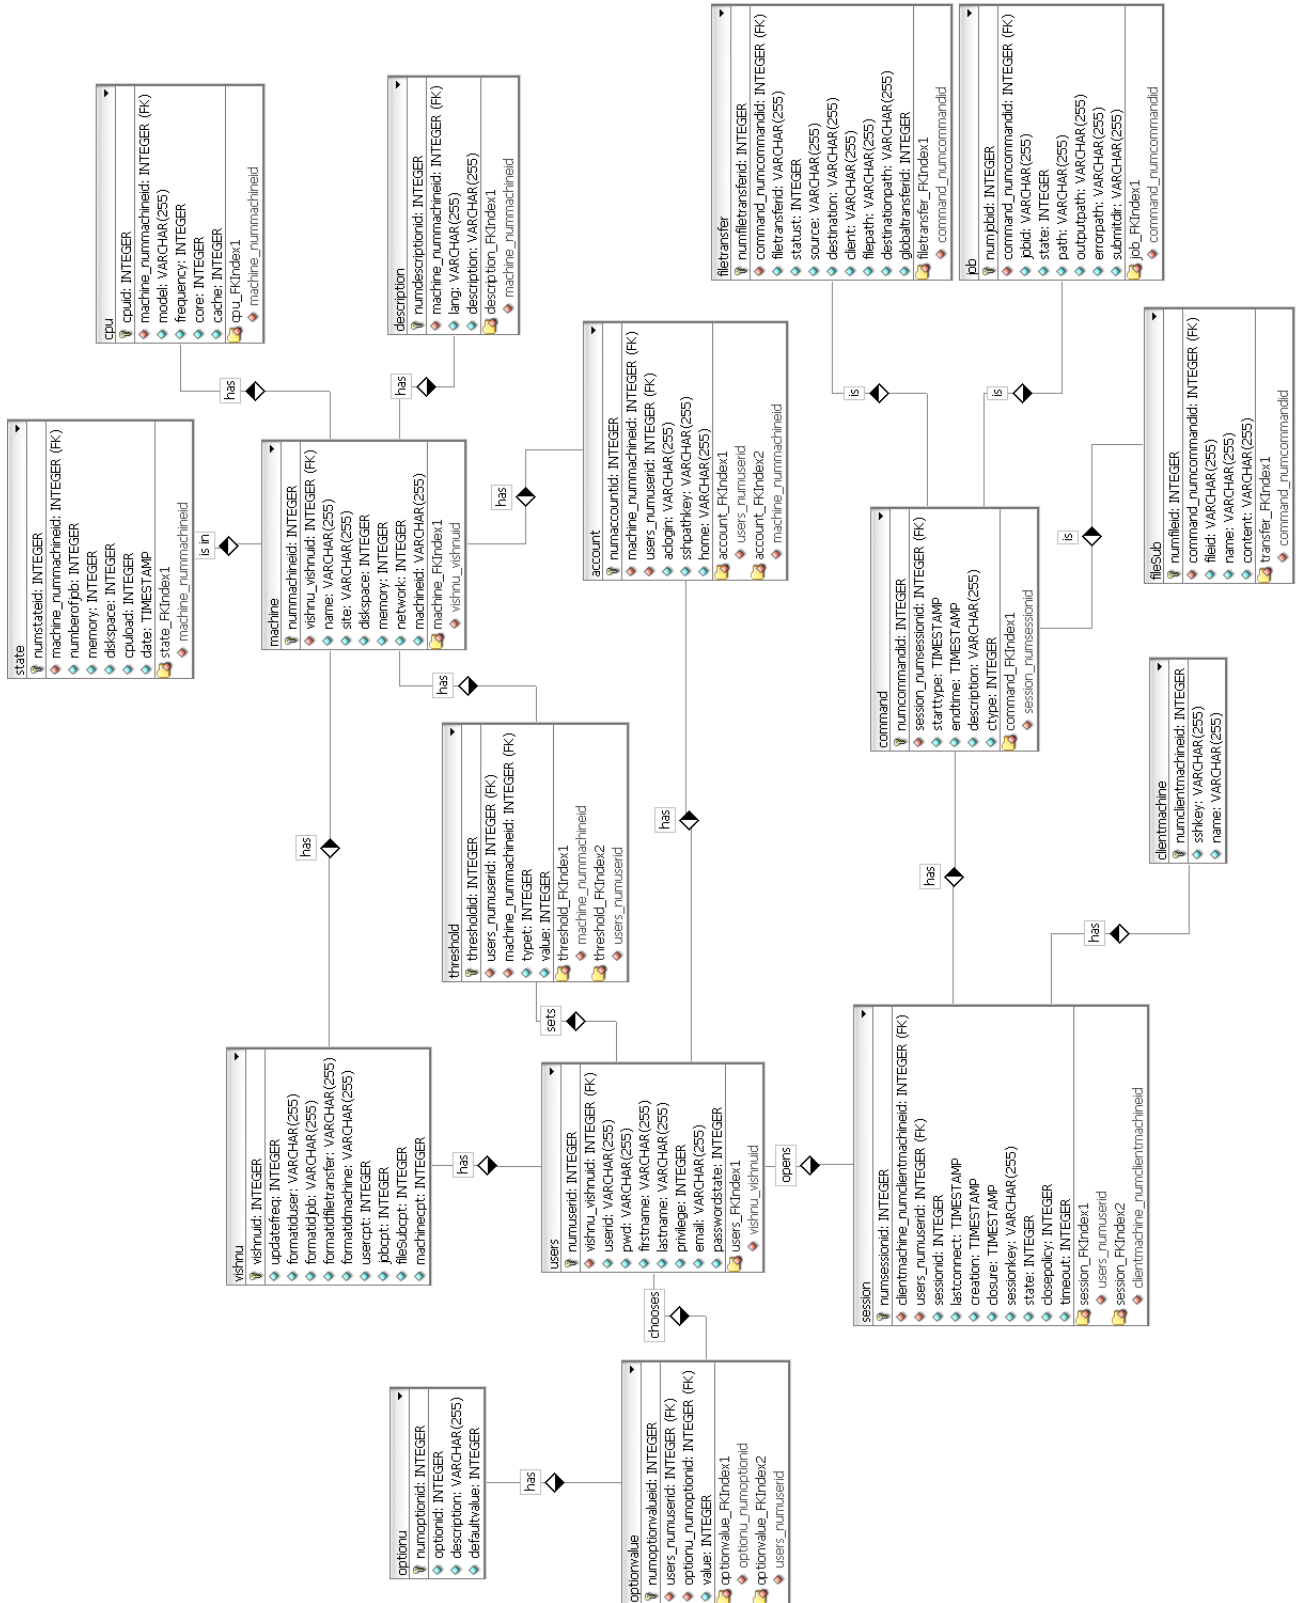 state
numstateid: INTEGER
machine_nummachineid: INTEGER (FK)
numberofjob: INTEGER
memory: INTEGER
diskspace: INTEGER
cpuload: INTEGER
date: TIMESTAMP
state_FKIndex1
machine_nummachineid
cpu
cpuid: INTEGER
machine_nummachineid: INTEGER (FK)
model: VARCHAR(255)
frequency: INTEGER
core: INTEGER
cache: INTEGER
cpu_FKIndex1
machine_nummachineid
is in
has
vishnu
vishnuid: INTEGER
updatefreq: INTEGER
formatiduser: VARCHAR(255)
formatidjob: VARCHAR(255)
formatidfiletransfer: VARCHAR(255)
formatidmachine: VARCHAR(255)
usercpt: INTEGER
jobcpt: INTEGER
fileSubcpt: INTEGER
machinecpt: INTEGER
has
machine
nummachineid: INTEGER
vishnu_vishnuid: INTEGER (FK)
name: VARCHAR(255)
site: VARCHAR(255)
diskspace: INTEGER
memory: INTEGER
network: INTEGER
machineid: VARCHAR(255)
machine_FKIndex1
vishnu_vishnuid
has
description
numdescriptionid: INTEGER
machine_nummachineid: INTEGER (FK)
lang: VARCHAR(255)
description: VARCHAR(255)
description_FKIndex1
machine_nummachineid
optionu
numoptionid: INTEGER
optionid: INTEGER
description: VARCHAR(255)
defaultvalue: INTEGER
has
has
has
has
threshold
thresholdid: INTEGER
users_numuserid: INTEGER (FK)
machine_nummachineid: INTEGER (FK)
typet: INTEGER
value: INTEGER
threshold_FKIndex1
machine_nummachineid
threshold_FKIndex2
users_numuserid
sets
users
numuserid: INTEGER
vishnu_vishnuid: INTEGER (FK)
userid: VARCHAR(255)
pwd: VARCHAR(255)
firstname: VARCHAR(255)
lastname: VARCHAR(255)
privilege: INTEGER
email: VARCHAR(255)
passwordstate: INTEGER
users_FKIndex1
vishnu_vishnuid
account
numaccountid: INTEGER
machine_nummachineid: INTEGER (FK)
users_numuserid: INTEGER (FK)
aclogin: VARCHAR(255)
sshpathkey: VARCHAR(255)
home: VARCHAR(255)
account_FKIndex1
users_numuserid
account_FKIndex2
machine_nummachineid
optionvalue
numoptionvalueid: INTEGER
users_numuserid: INTEGER (FK)
optionu_numoptionid: INTEGER (FK)
value: INTEGER
optionvalue_FKIndex1
optionu_numoptionid
optionvalue_FKIndex2
users_numuserid
chooses
has
opens
filetransfer
numfiletransferid: INTEGER
command_numcommandid: INTEGER (FK)
filetransferid: VARCHAR(255)
statust: INTEGER
source: VARCHAR(255)
destination: VARCHAR(255)
client: VARCHAR(255)
filepath: VARCHAR(255)
destinationpath: VARCHAR(255)
globaltransferid: INTEGER
filetransfer_FKIndex1
command_numcommandid
is
session
numsessionid: INTEGER
clientmachine_numclientmachineid: INTEGER (FK)
users_numuserid: INTEGER (FK)
sessionid: INTEGER
lastconnect: TIMESTAMP
creation: TIMESTAMP
closure: TIMESTAMP
sessionkey: VARCHAR(255)
state: INTEGER
closepolicy: INTEGER
timeout: INTEGER
session_FKIndex1
users_numuserid
session_FKIndex2
clientmachine_numclientmachineid
has
command
numcommandid: INTEGER
session_numsessionid: INTEGER (FK)
starttype: TIMESTAMP
endtime: TIMESTAMP
description: VARCHAR(255)
ctype: INTEGER
command_FKIndex1
session_numsessionid
is
job
numjobid: INTEGER
command_numcommandid: INTEGER (FK)
jobid: VARCHAR(255)
state: INTEGER
path: VARCHAR(255)
outputpath: VARCHAR(255)
errorpath: VARCHAR(255)
submitdir: VARCHAR(255)
job_FKIndex1
command_numcommandid
is
has
clientmachine
numclientmachineid: INTEGER
sshkey: VARCHAR(255)
name: VARCHAR(255)
fileSub
numfileid: INTEGER
command_numcommandid: INTEGER (FK)
fileid: VARCHAR(255)
name: VARCHAR(255)
content: VARCHAR(255)
transfer_FKIndex1
command_numcommandid